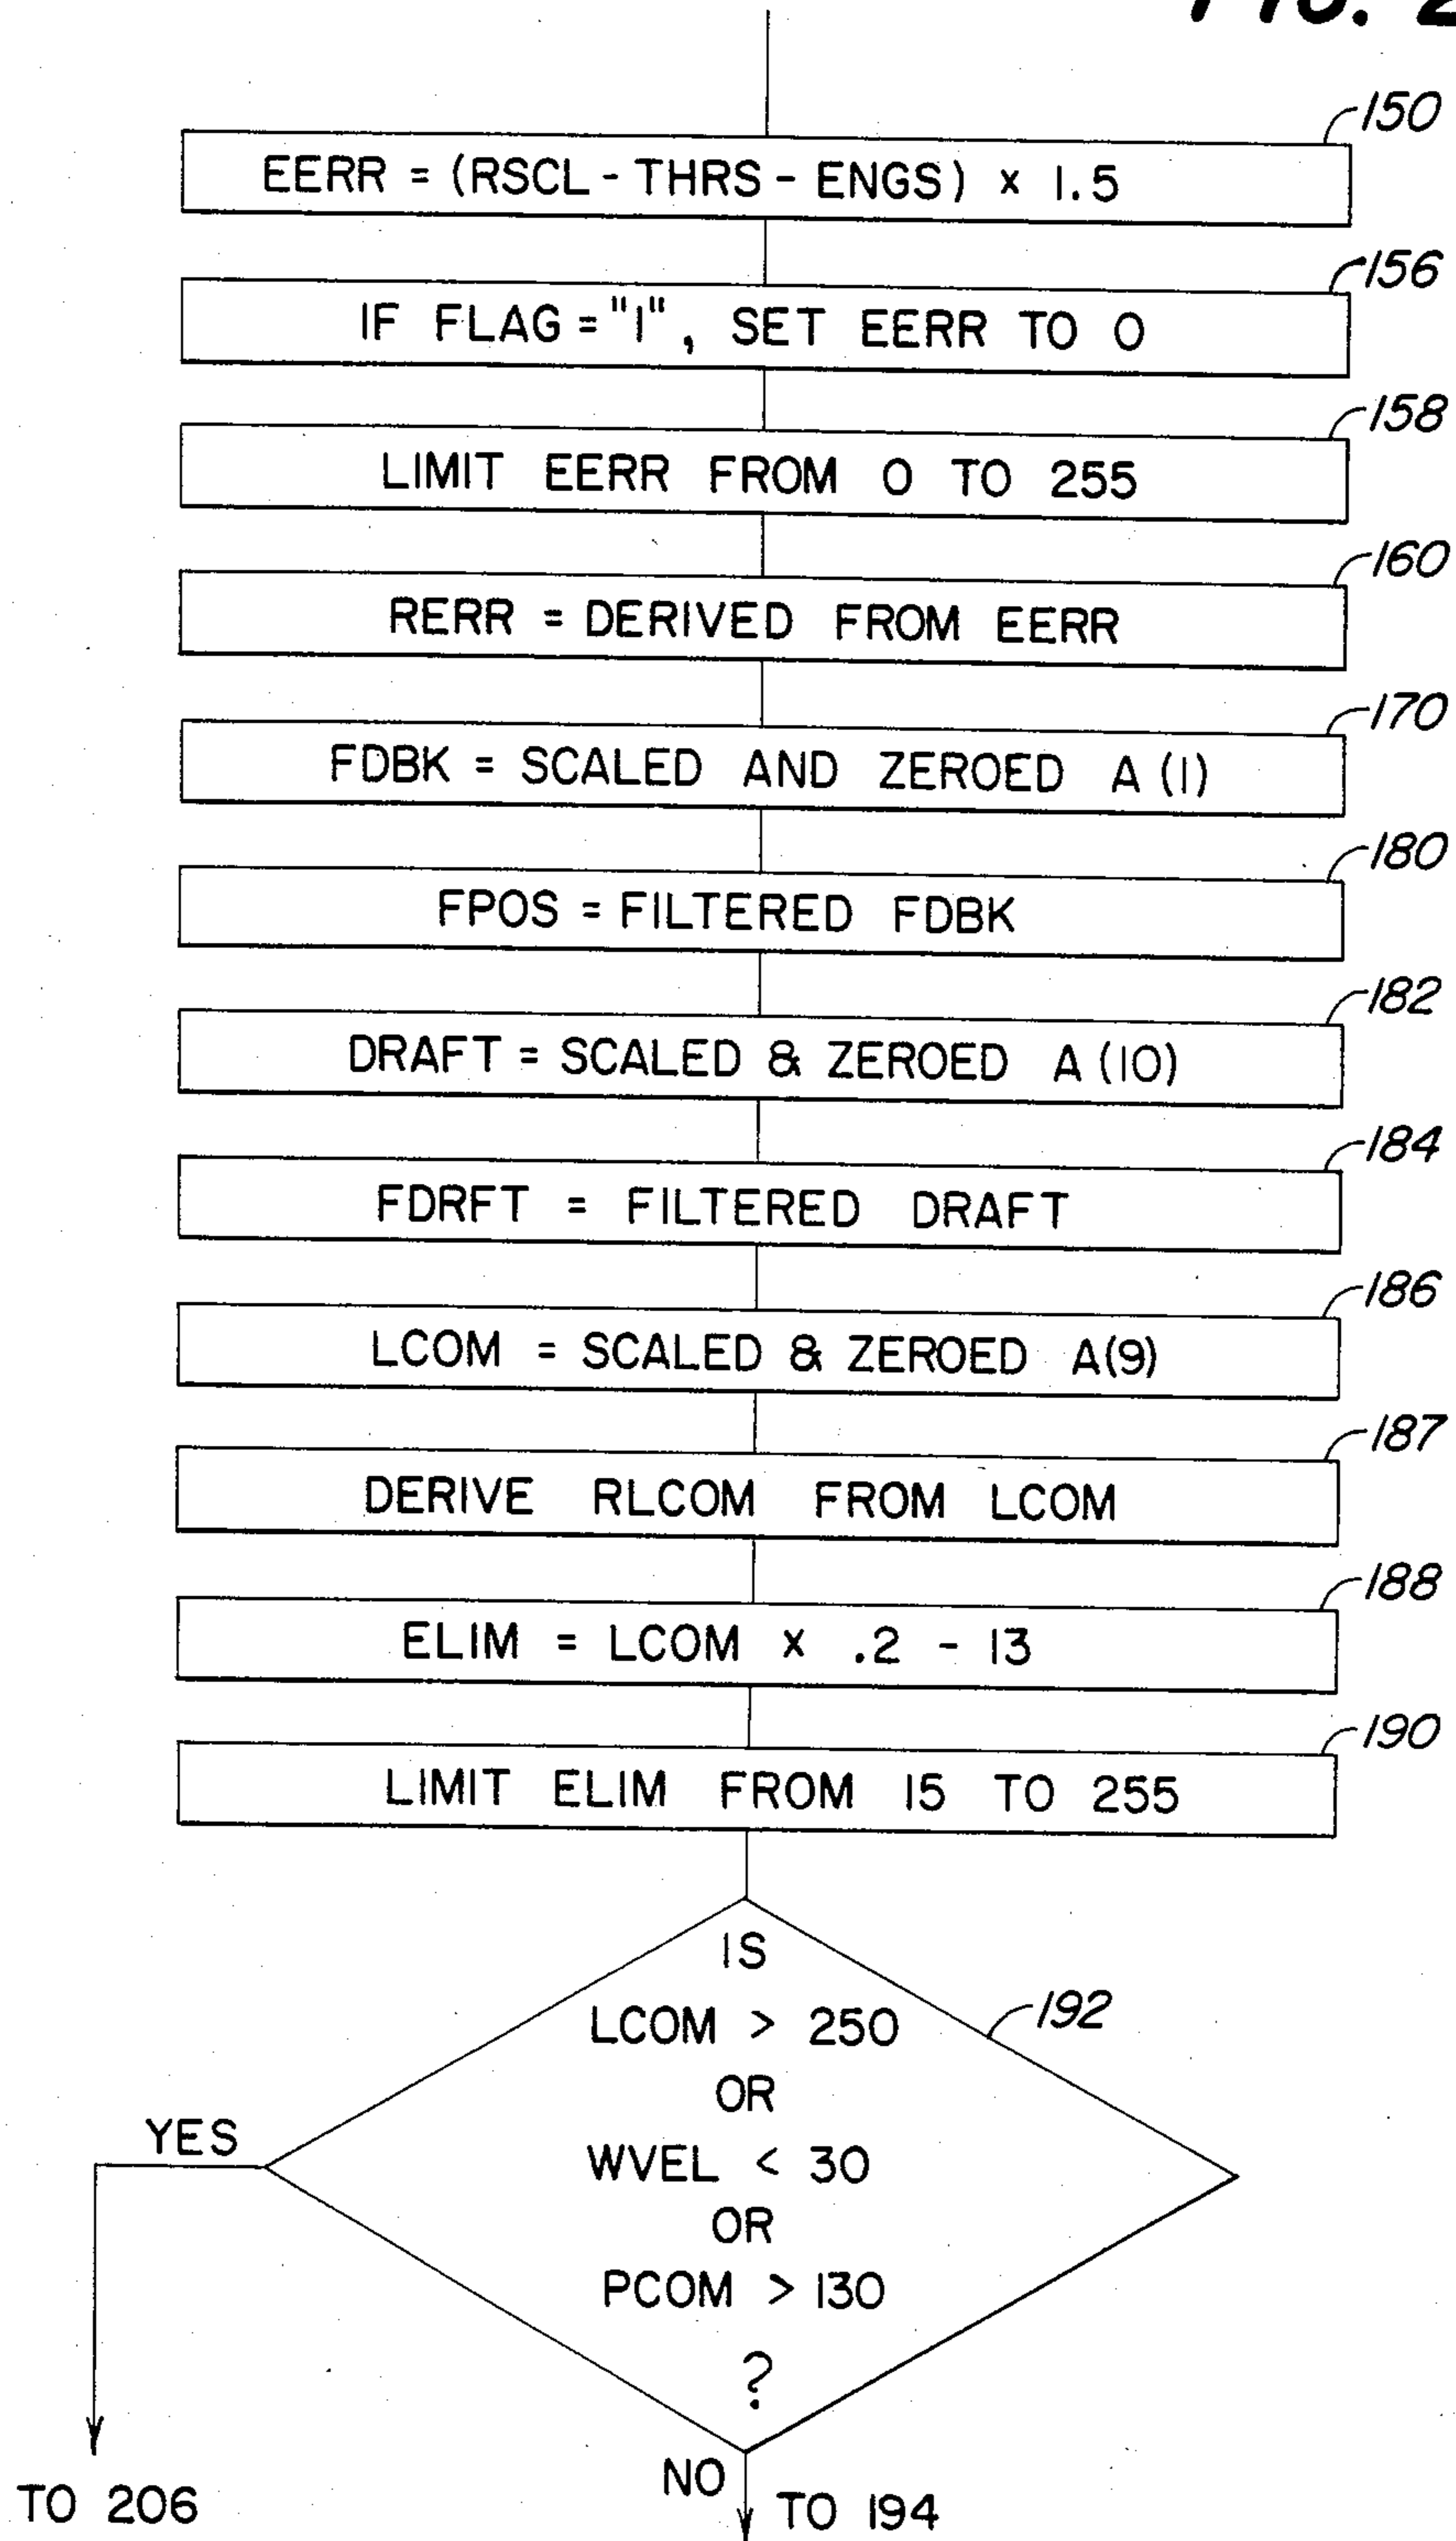 FIG. 2
150
EERR = (RSCL - THRS - ENGS) x 1.5
156
IF FLAG = "1", SET EERR TO 0
158
LIMIT EERR FROM 0 TO 255
160
RERR = DERIVED FROM EERR
170
FDBK = SCALED AND ZEROED A (1)
180
FPOS = FILTERED FDBK
182
DRAFT = SCALED & ZEROED A (10)
184
FDRFT = FILTERED DRAFT
186
LCOM = SCALED & ZEROED A(9)
187
DERIVE RLCOM FROM LCOM
188
ELIM = LCOM x .2 - 13
190
LIMIT ELIM FROM 15 TO 255
IS
LCOM > 250
192
OR
YES
WVEL < 30
OR
PCOM > 130
?
NO
TO 206
TO 194